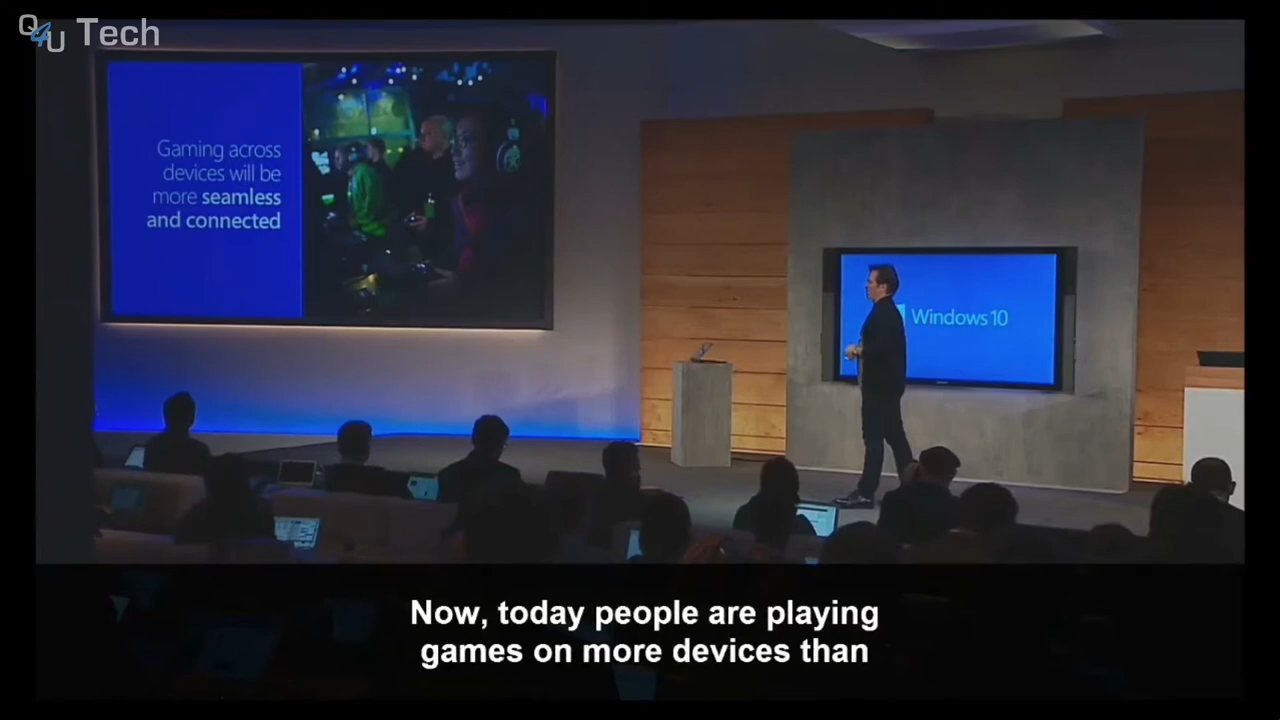 Q4U Tech
Gaming across
devices will be
more seamless
and connected
Windows 10
Now, today people are playing
games on more devices than